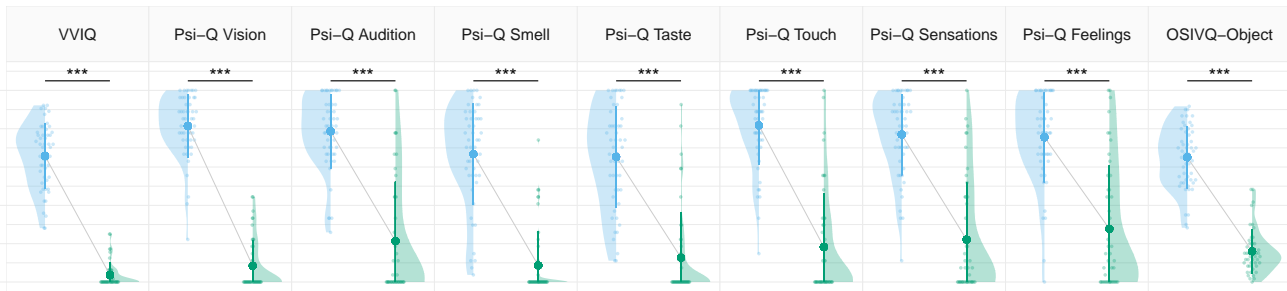 VVIQ
Psi−Q Vision
Psi−Q Audition
Psi−Q Smell
Psi−Q Taste
Psi−Q Touch
Psi−Q Sensations
Psi−Q Feelings
OSIVQ−Object
***
***
***
***
***
***
***
***
***